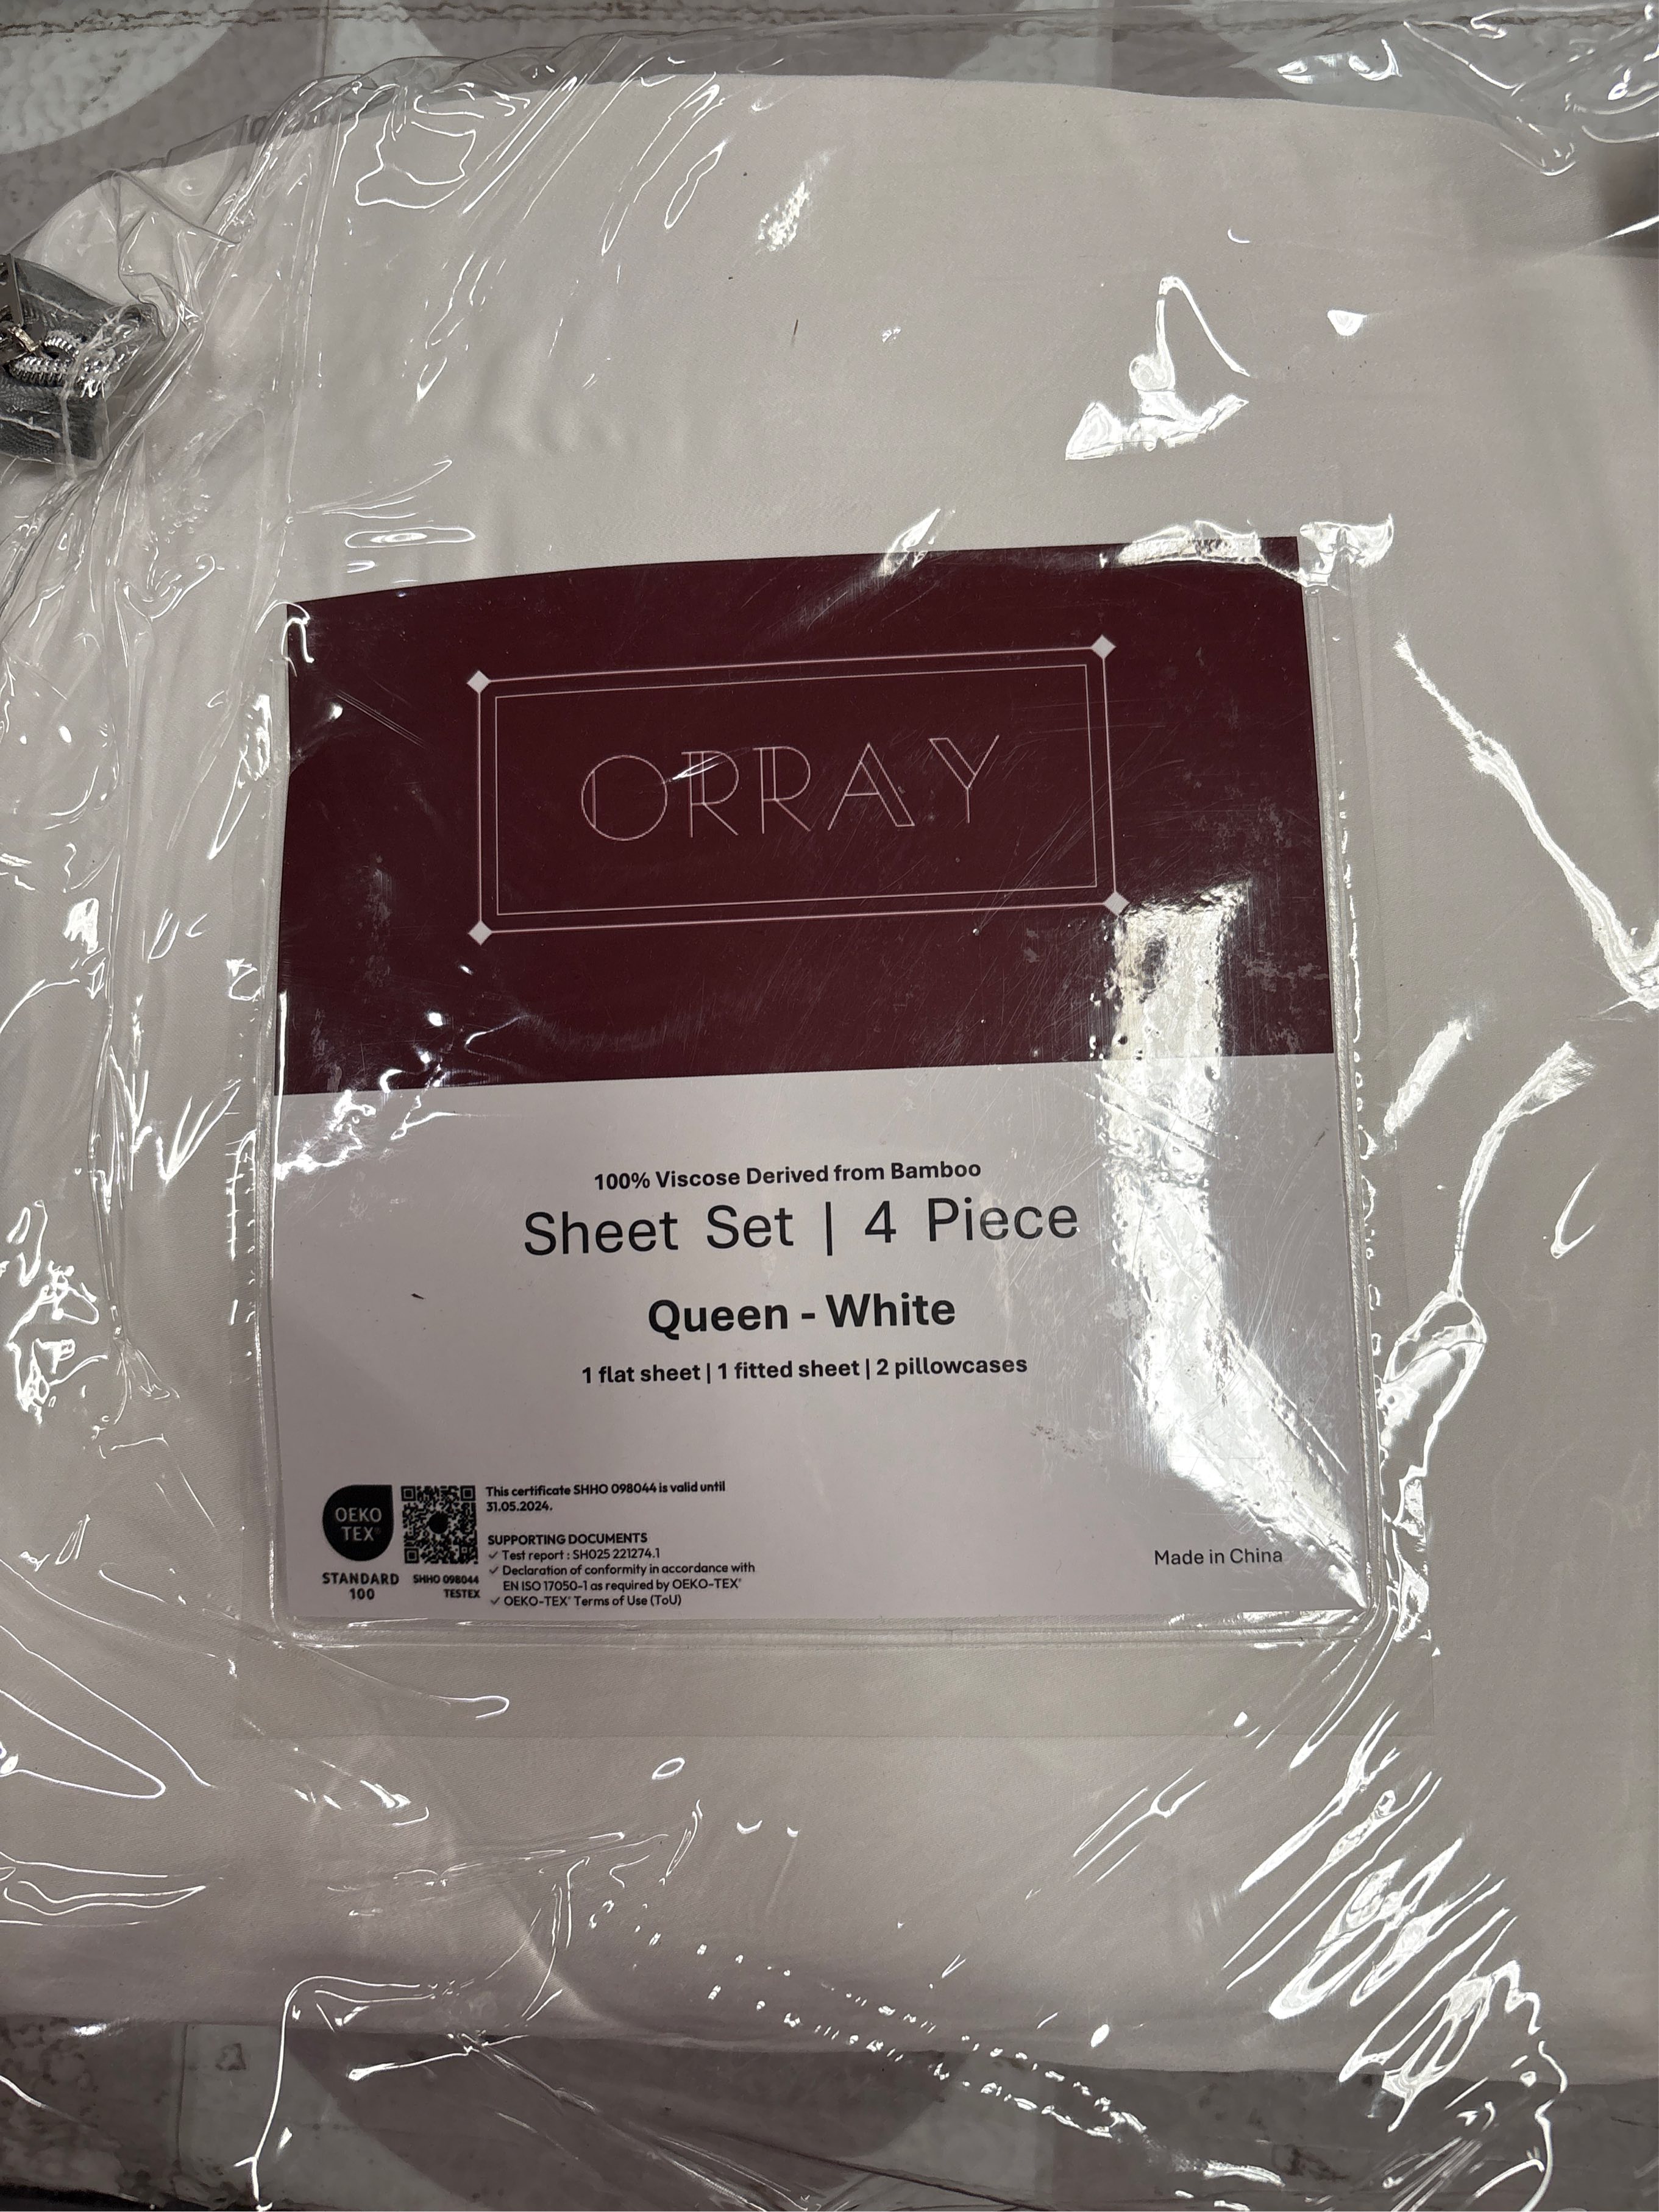 ORRAY
100% Viscose Derived from Bamboo
Sheet Set | 4 Piece
Queen - White
1 flat sheet | 1 fitted sheet | 2 pillowcases
OEKO
TEX®
STANDARD
100
SHHO 098044
TESTEX
This certificate SHHO 098044 is valid until
31.05.2024.
SUPPORTING DOCUMENTS
✓ Test report : SH025 221274.1
✓ Declaration of conformity in accordance with
EN ISO 17050-1 as required by OEKO-TEX®
✓ OEKO-TEX® Terms of Use (ToU)
Made in China